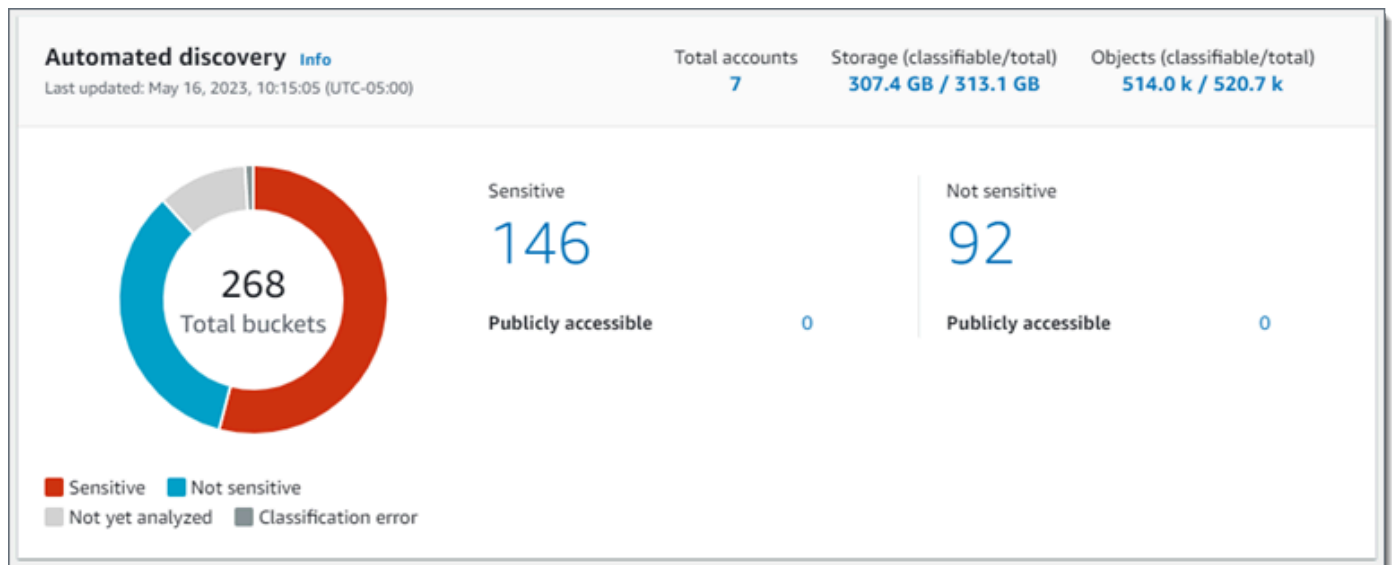 Automated discovery Info
Last updated: May 16, 2023, 10:15:05 (UTC-05:00)
Total accounts
7
Storage (classifiable/total)
307.4 GB / 313.1 GB
Objects (classifiable/total)
514.0 k / 520.7 k
268
Total buckets
Sensitive
146
Publicly accessible 0
Not sensitive
92
Publicly accessible 0
Sensitive Not sensitive
Not yet analyzed Classification error